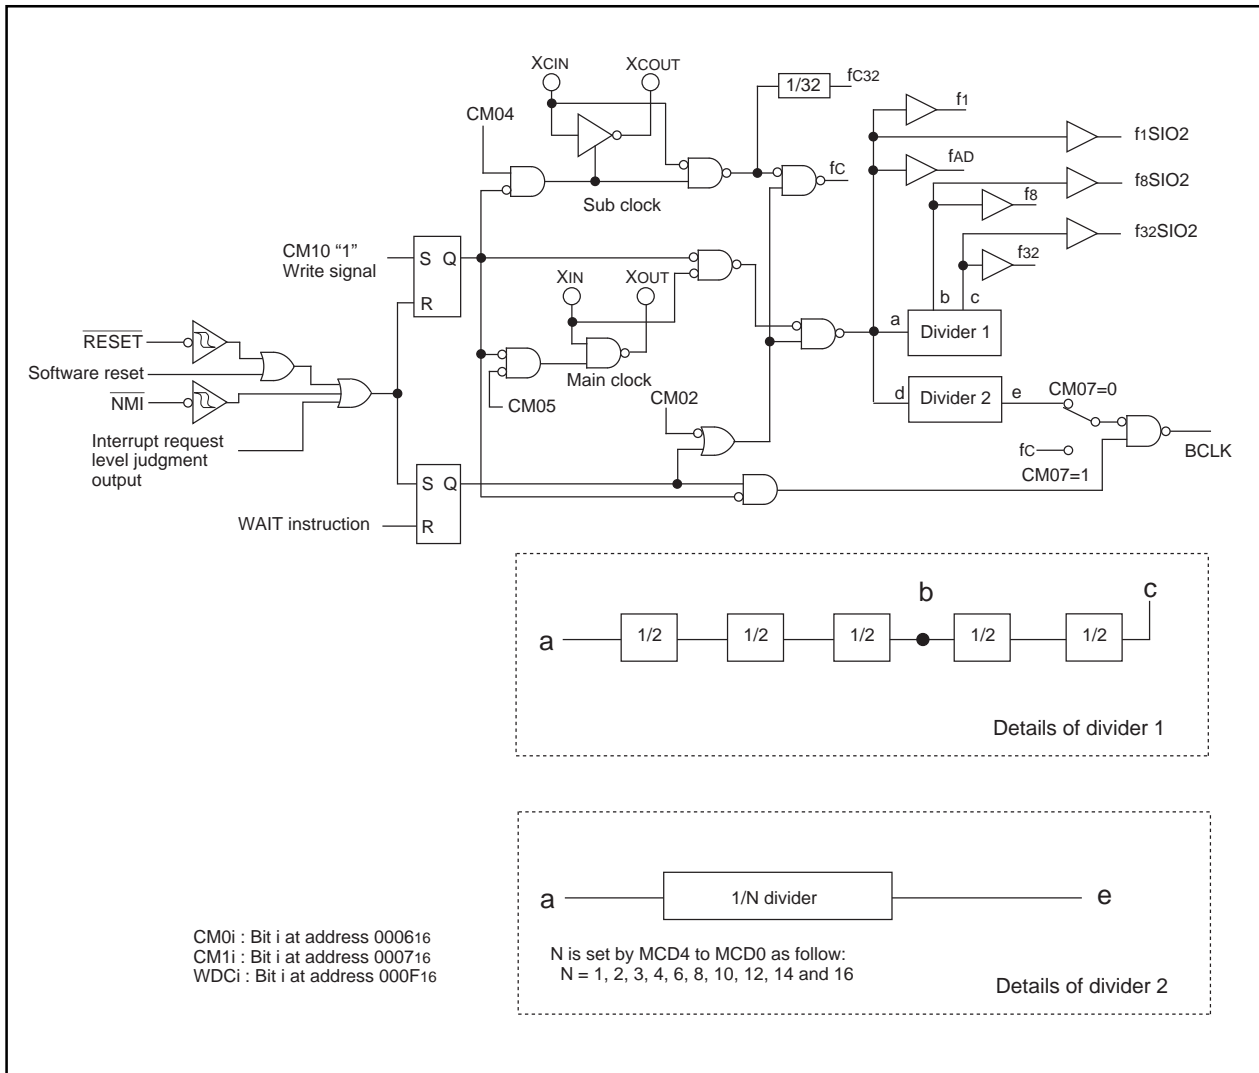 XCIN
XCOUT
1/32
fC32
f1
CM04
f1SIO2
fAD
fC
f8SIO2
f8
Sub clock
f32SIO2
f32
CM10 “1”
Write signal
S Q
R
XIN
XOUT
b
c
a
Divider 1
RESET
Software reset
NMI
Main clock
CM05
CM02
d
Divider 2
e
CM07=0
BCLK
fC
CM07=1
Interrupt request
level judgment
output
S Q
R
WAIT instruction
a
1/2
1/2
1/2
b
1/2
1/2
c
Details of divider 1
a
1/N divider
e
N is set by MCD4 to MCD0 as follow:
N = 1, 2, 3, 4, 6, 8, 10, 12, 14 and 16
Details of divider 2
CM0i : Bit i at address 000616
CM1i : Bit i at address 000716
WDCi : Bit i at address 000F16